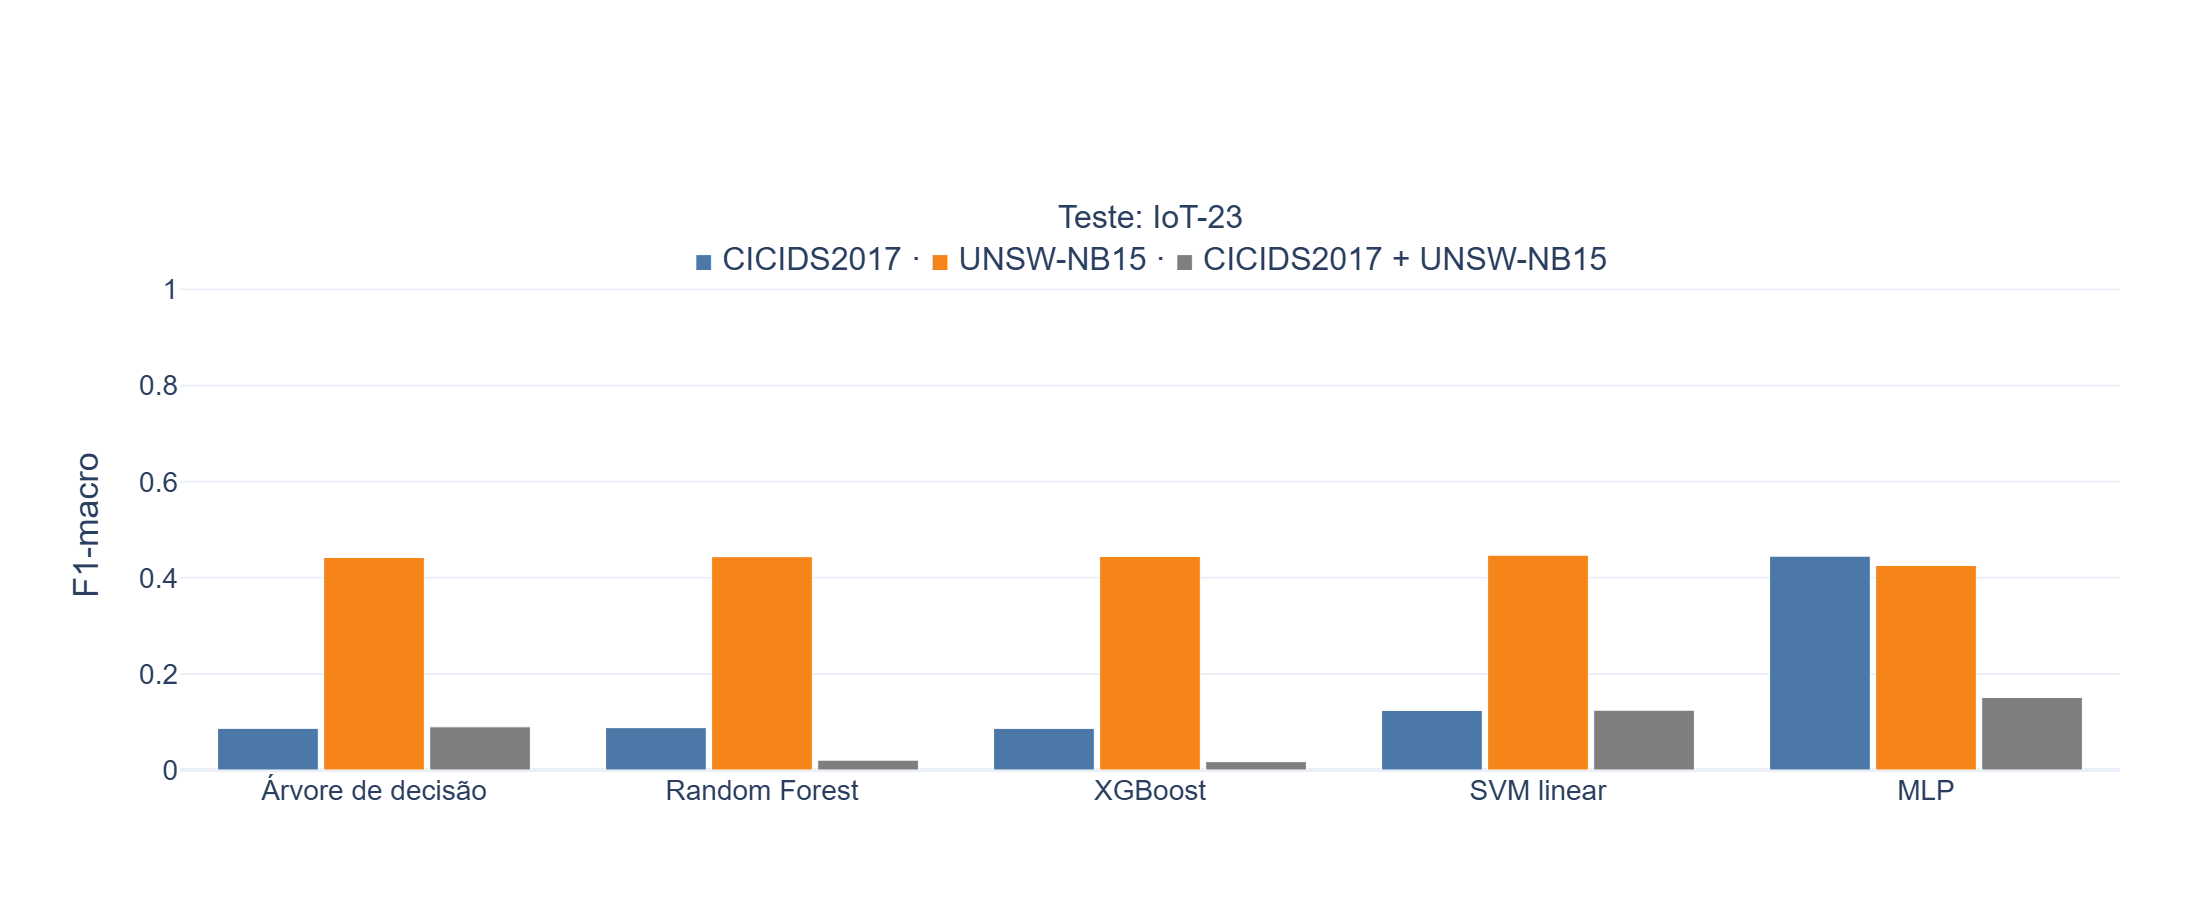 Teste: IoT-23
■ CICIDS2017 · ■ UNSW-NB15 · ■ CICIDS2017 + UNSW-NB15
1
0.8
0.6
0.4
0.2
0
F1-macro
Árvore de decisão
Random Forest
XGBoost
SVM linear
MLP